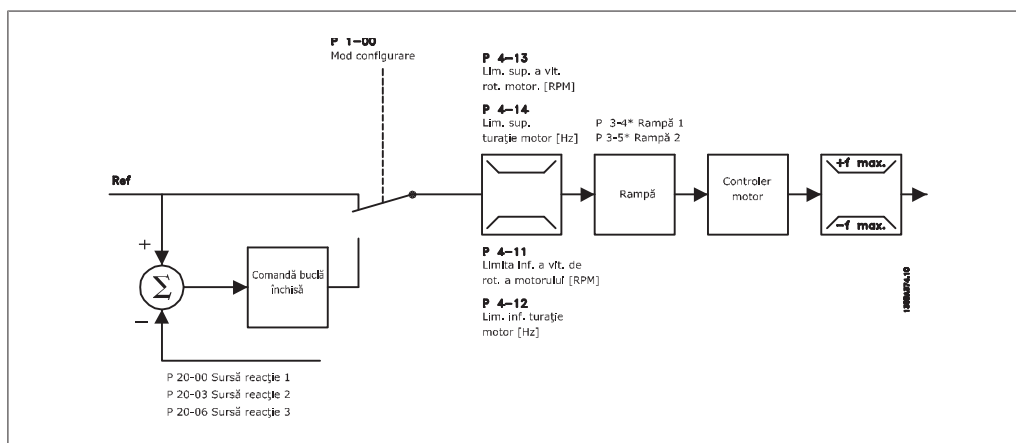 P 1-00
Mod configurare
P 4-13
Lim. sup. a vit.
rot. motor. [RPM]
P 4-14
Lim. sup.
turație motor [Hz]
P 3-4* Rampă 1
P 3-5* Rampă 2
Ref
+f max.
Rampă
Controler
motor
-f max.
+
Σ
Comandă buclă
închisă
P 4-11
Limita inf. a vit. de
rot. a motorului [RPM]
P 4-12
Lim. inf. turație
motor [Hz]
−
P 20-00 Sursă reacție 1
P 20-03 Sursă reacție 2
P 20-06 Sursă reacție 3